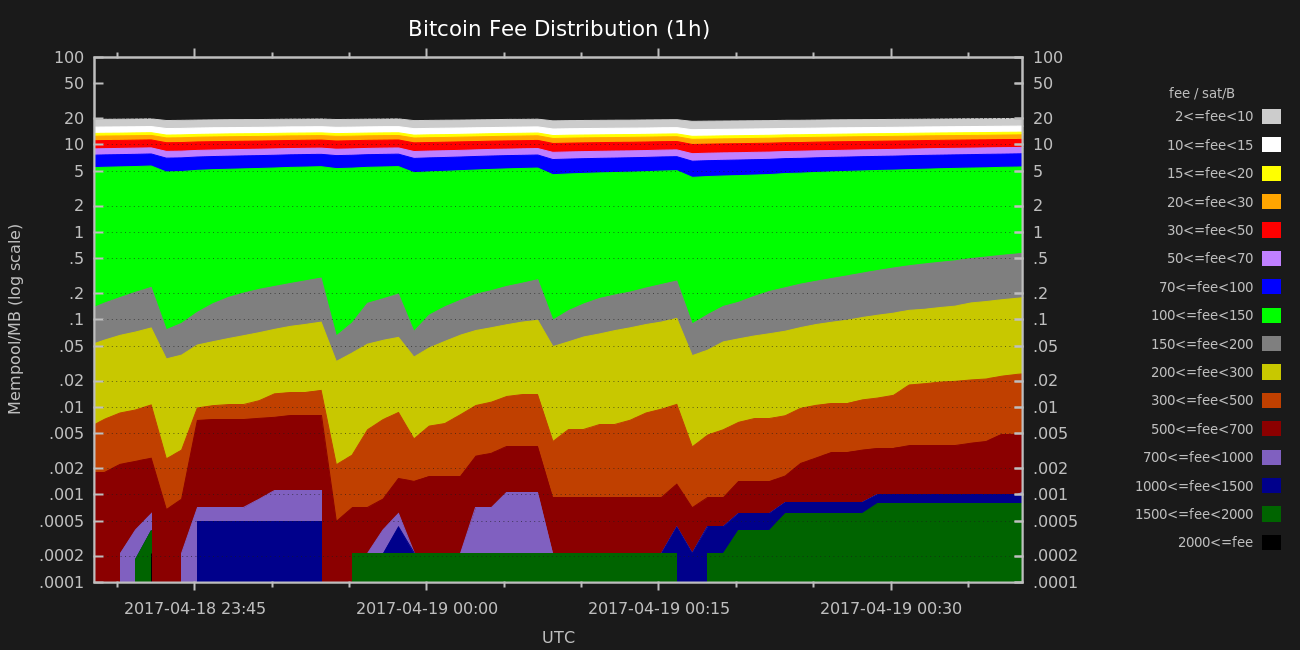 Bitcoin Fee Distribution (1h)
100 100
50 50
20 20
10 10
5 5
2 2
1 1
.5 .5
.2 .2
.1 .1
.05 .05
.02 .02
.01 .01
.005 .005
.002 .002
.001 .001
.0005 .0005
.0002 .0002
.0001 .0001
Mempool/MB (log scale)
2017-04-18 23:45 2017-04-19 00:00 2017-04-19 00:15 2017-04-19 00:30
UTC
fee / sat/B
2<=fee<10
10<=fee<15
15<=fee<20
20<=fee<30
30<=fee<50
50<=fee<70
70<=fee<100
100<=fee<150
150<=fee<200
200<=fee<300
300<=fee<500
500<=fee<700
700<=fee<1000
1000<=fee<1500
1500<=fee<2000
2000<=fee